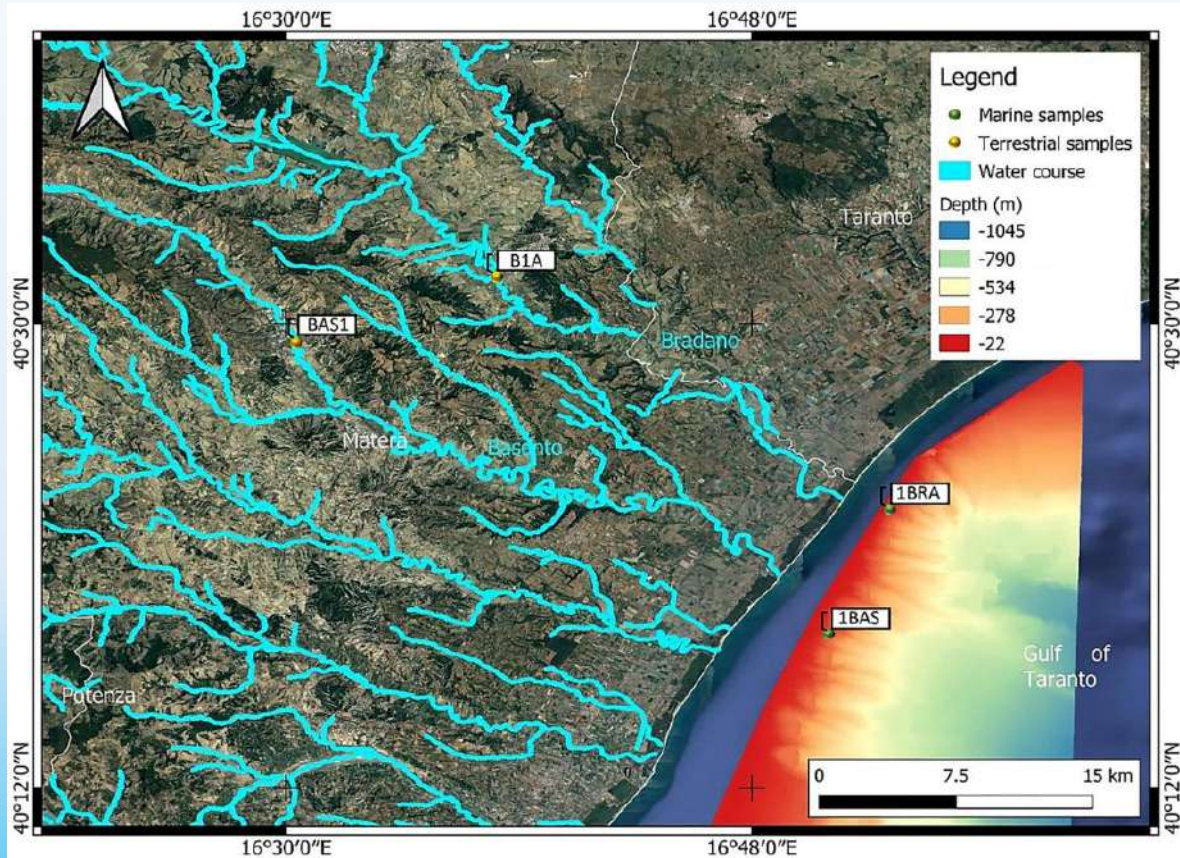 16°30′0″E
16°48′0″E
Legend
Marine samples
Terrestrial samples
Water course
Depth (m)
-1045
-790
-534
-278
-22
Taranto
B1A
40°30′0″N
40°30′0″N
BAS1
Bradano
Matera
Basento
1BRA
1BAS
Gulf of
Taranto
Potenza
0
7.5
15 km
40°12′0″N
40°12′0″N
16°30′0″E
16°48′0″E